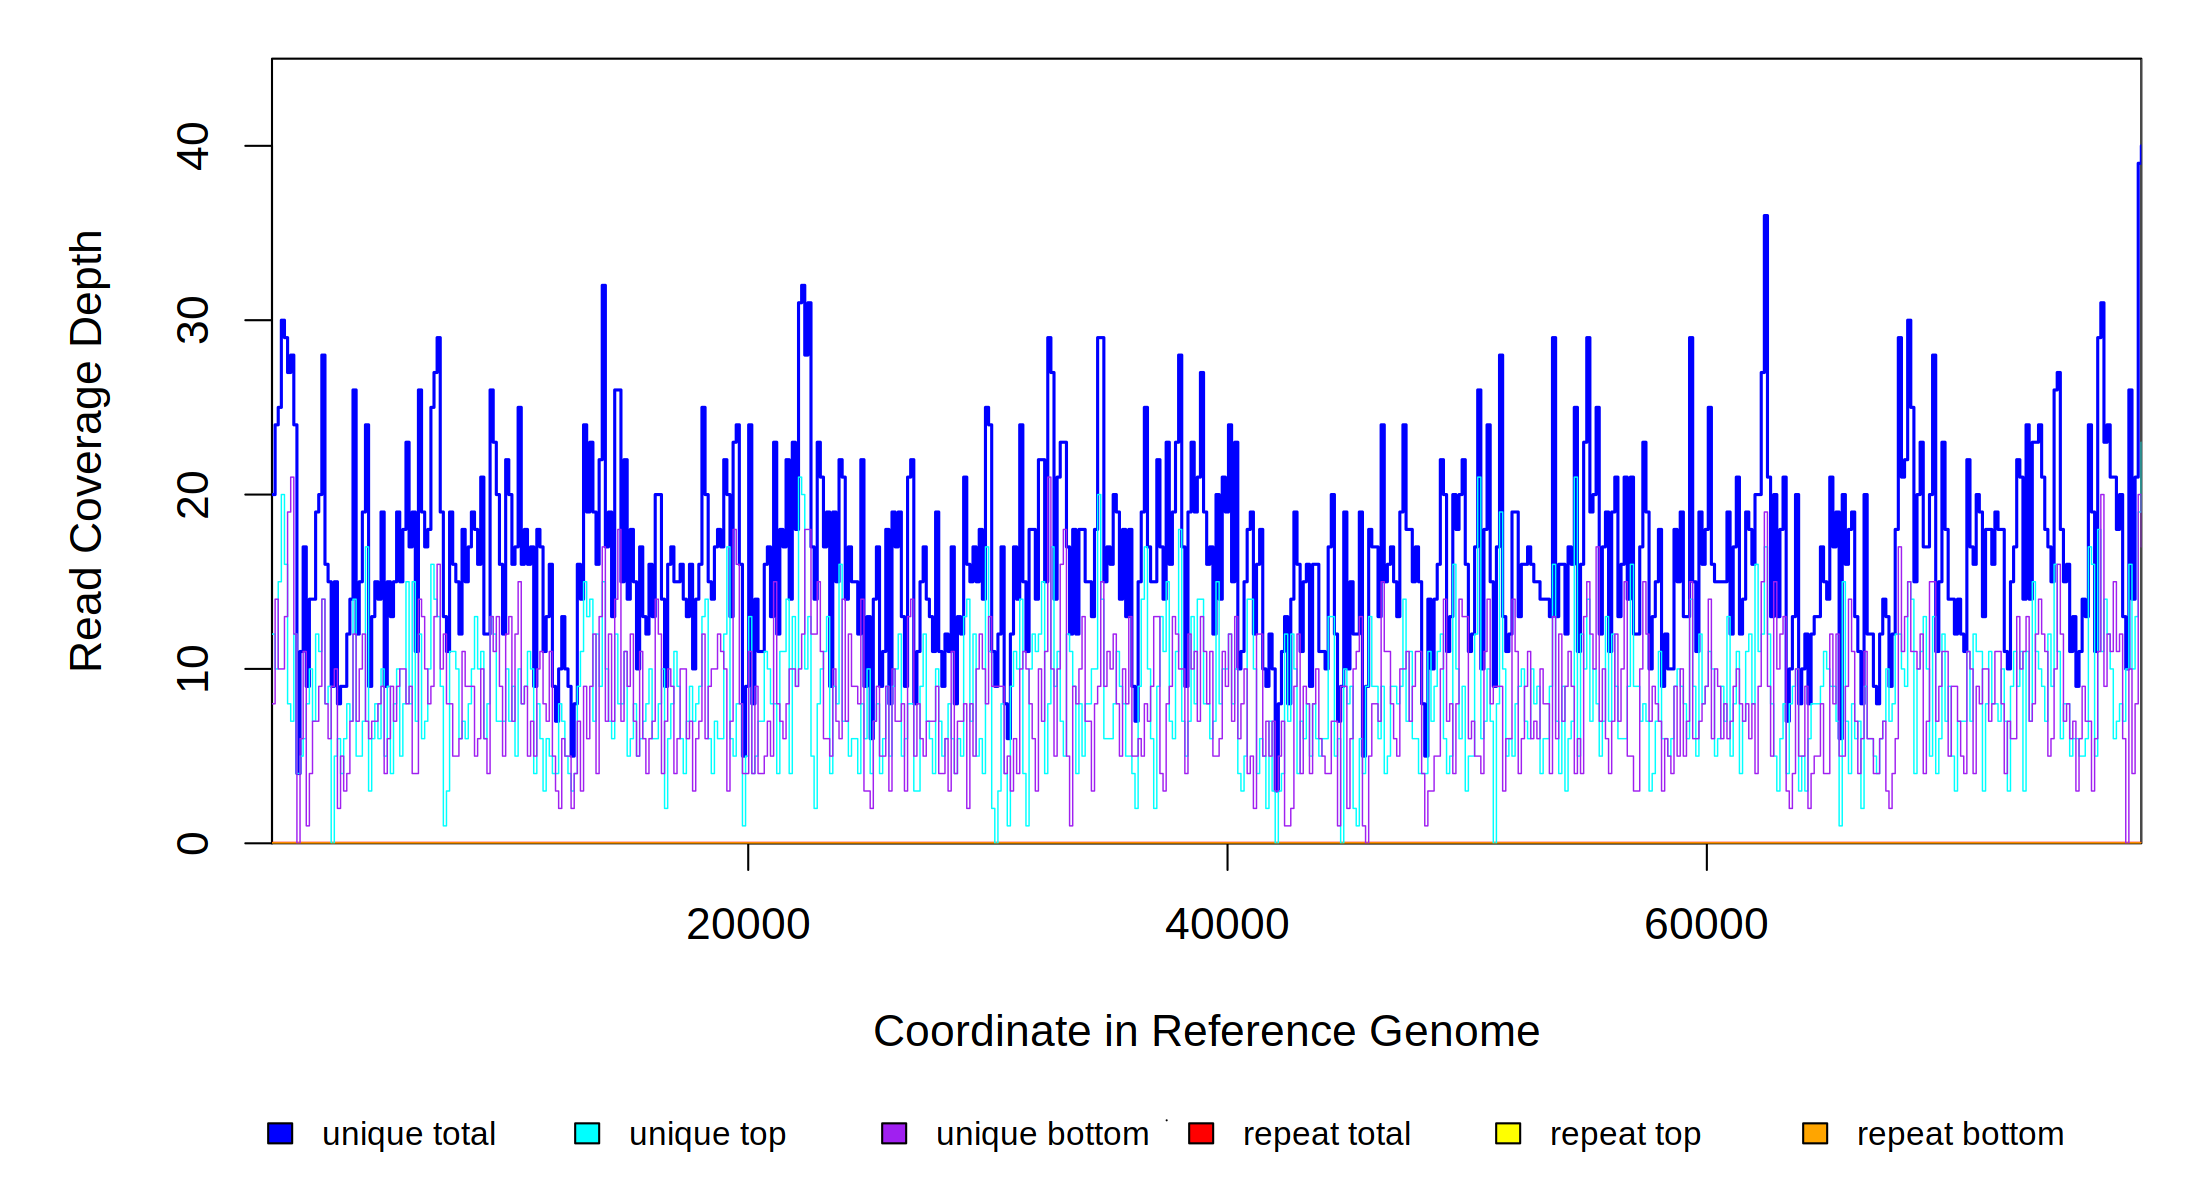 40
30
20
10
0
Read Coverage Depth
20000 40000 60000
Coordinate in Reference Genome
unique total unique top unique bottom repeat total repeat top repeat bottom